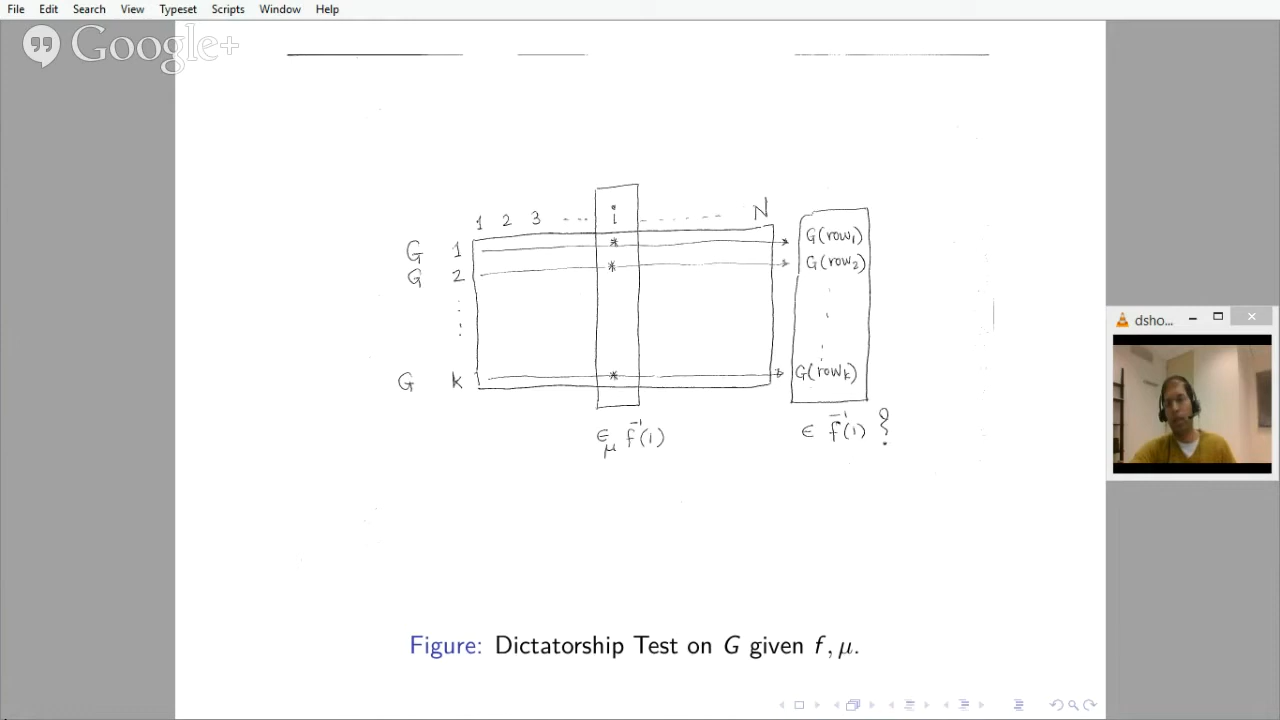 File Edit Search View Typeset Scripts Window Help
Google+
1 2 3 ... i ...... N
G 1 * G(row₁)
G 2 * G(row₂)
G k * G(rowₖ)
∈μ f⁻¹(1) ∈ f⁻¹(1) ?
dsho...
Figure: Dictatorship Test on G given f, μ.